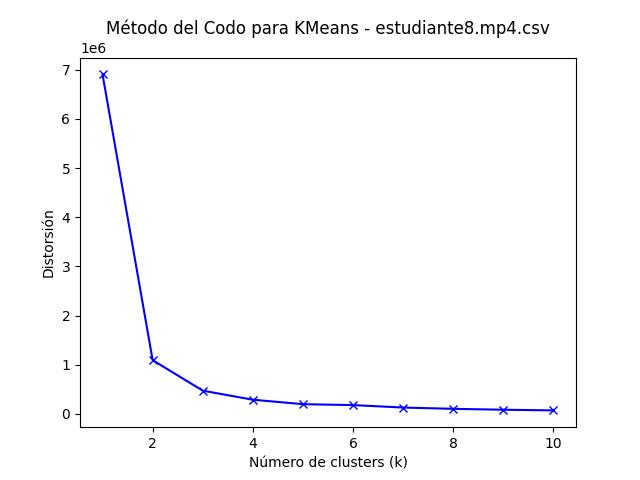 Método del Codo para KMeans - estudiante8.mp4.csv
1e6
7
6
5
4
3
2
1
0
Distorsión
2 4 6 8 10
Número de clusters (k)